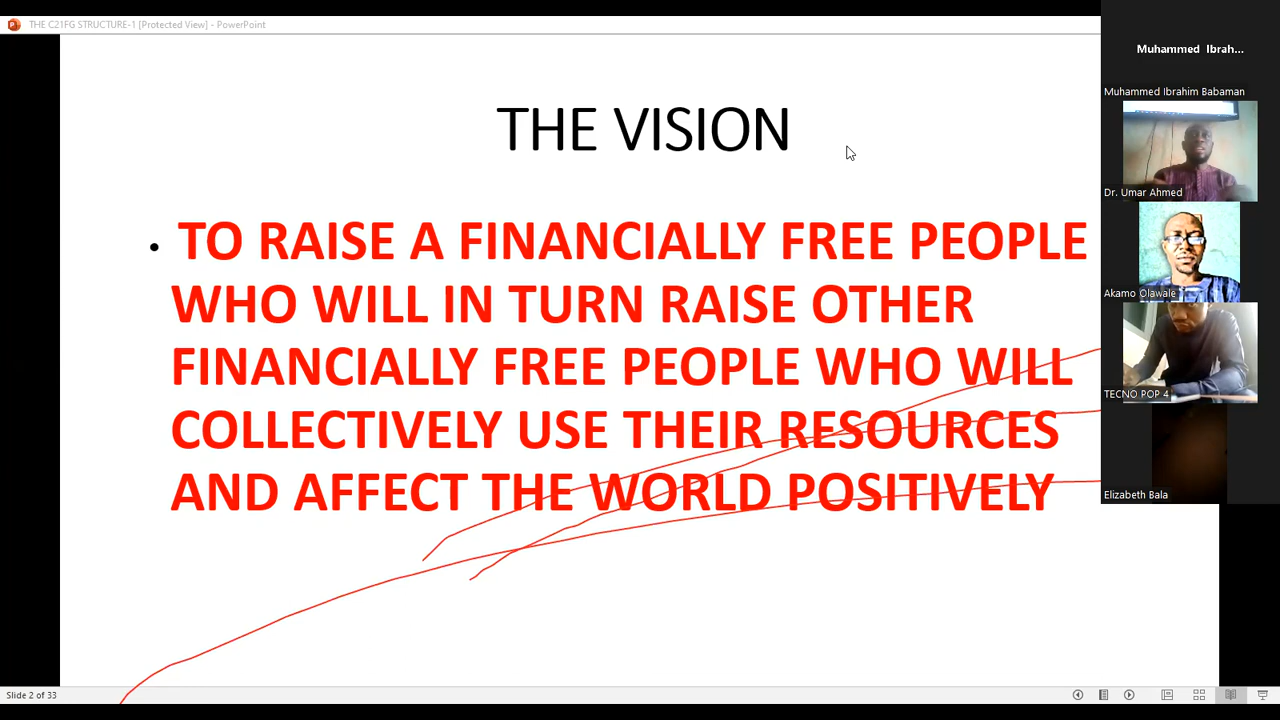 THE C21FG STRUCTURE-1 [Protected View] - PowerPoint
Muhammed Ibrah...
Muhammed Ibrahim Babaman
THE VISION
Dr. Umar Ahmed
• TO RAISE A FINANCIALLY FREE PEOPLE
WHO WILL IN TURN RAISE OTHER
Akamo Olawale
FINANCIALLY FREE PEOPLE WHO WILL
TECNO POP 4
COLLECTIVELY USE THEIR RESOURCES
AND AFFECT THE WORLD POSITIVELY
Elizabeth Bala
Slide 2 of 33